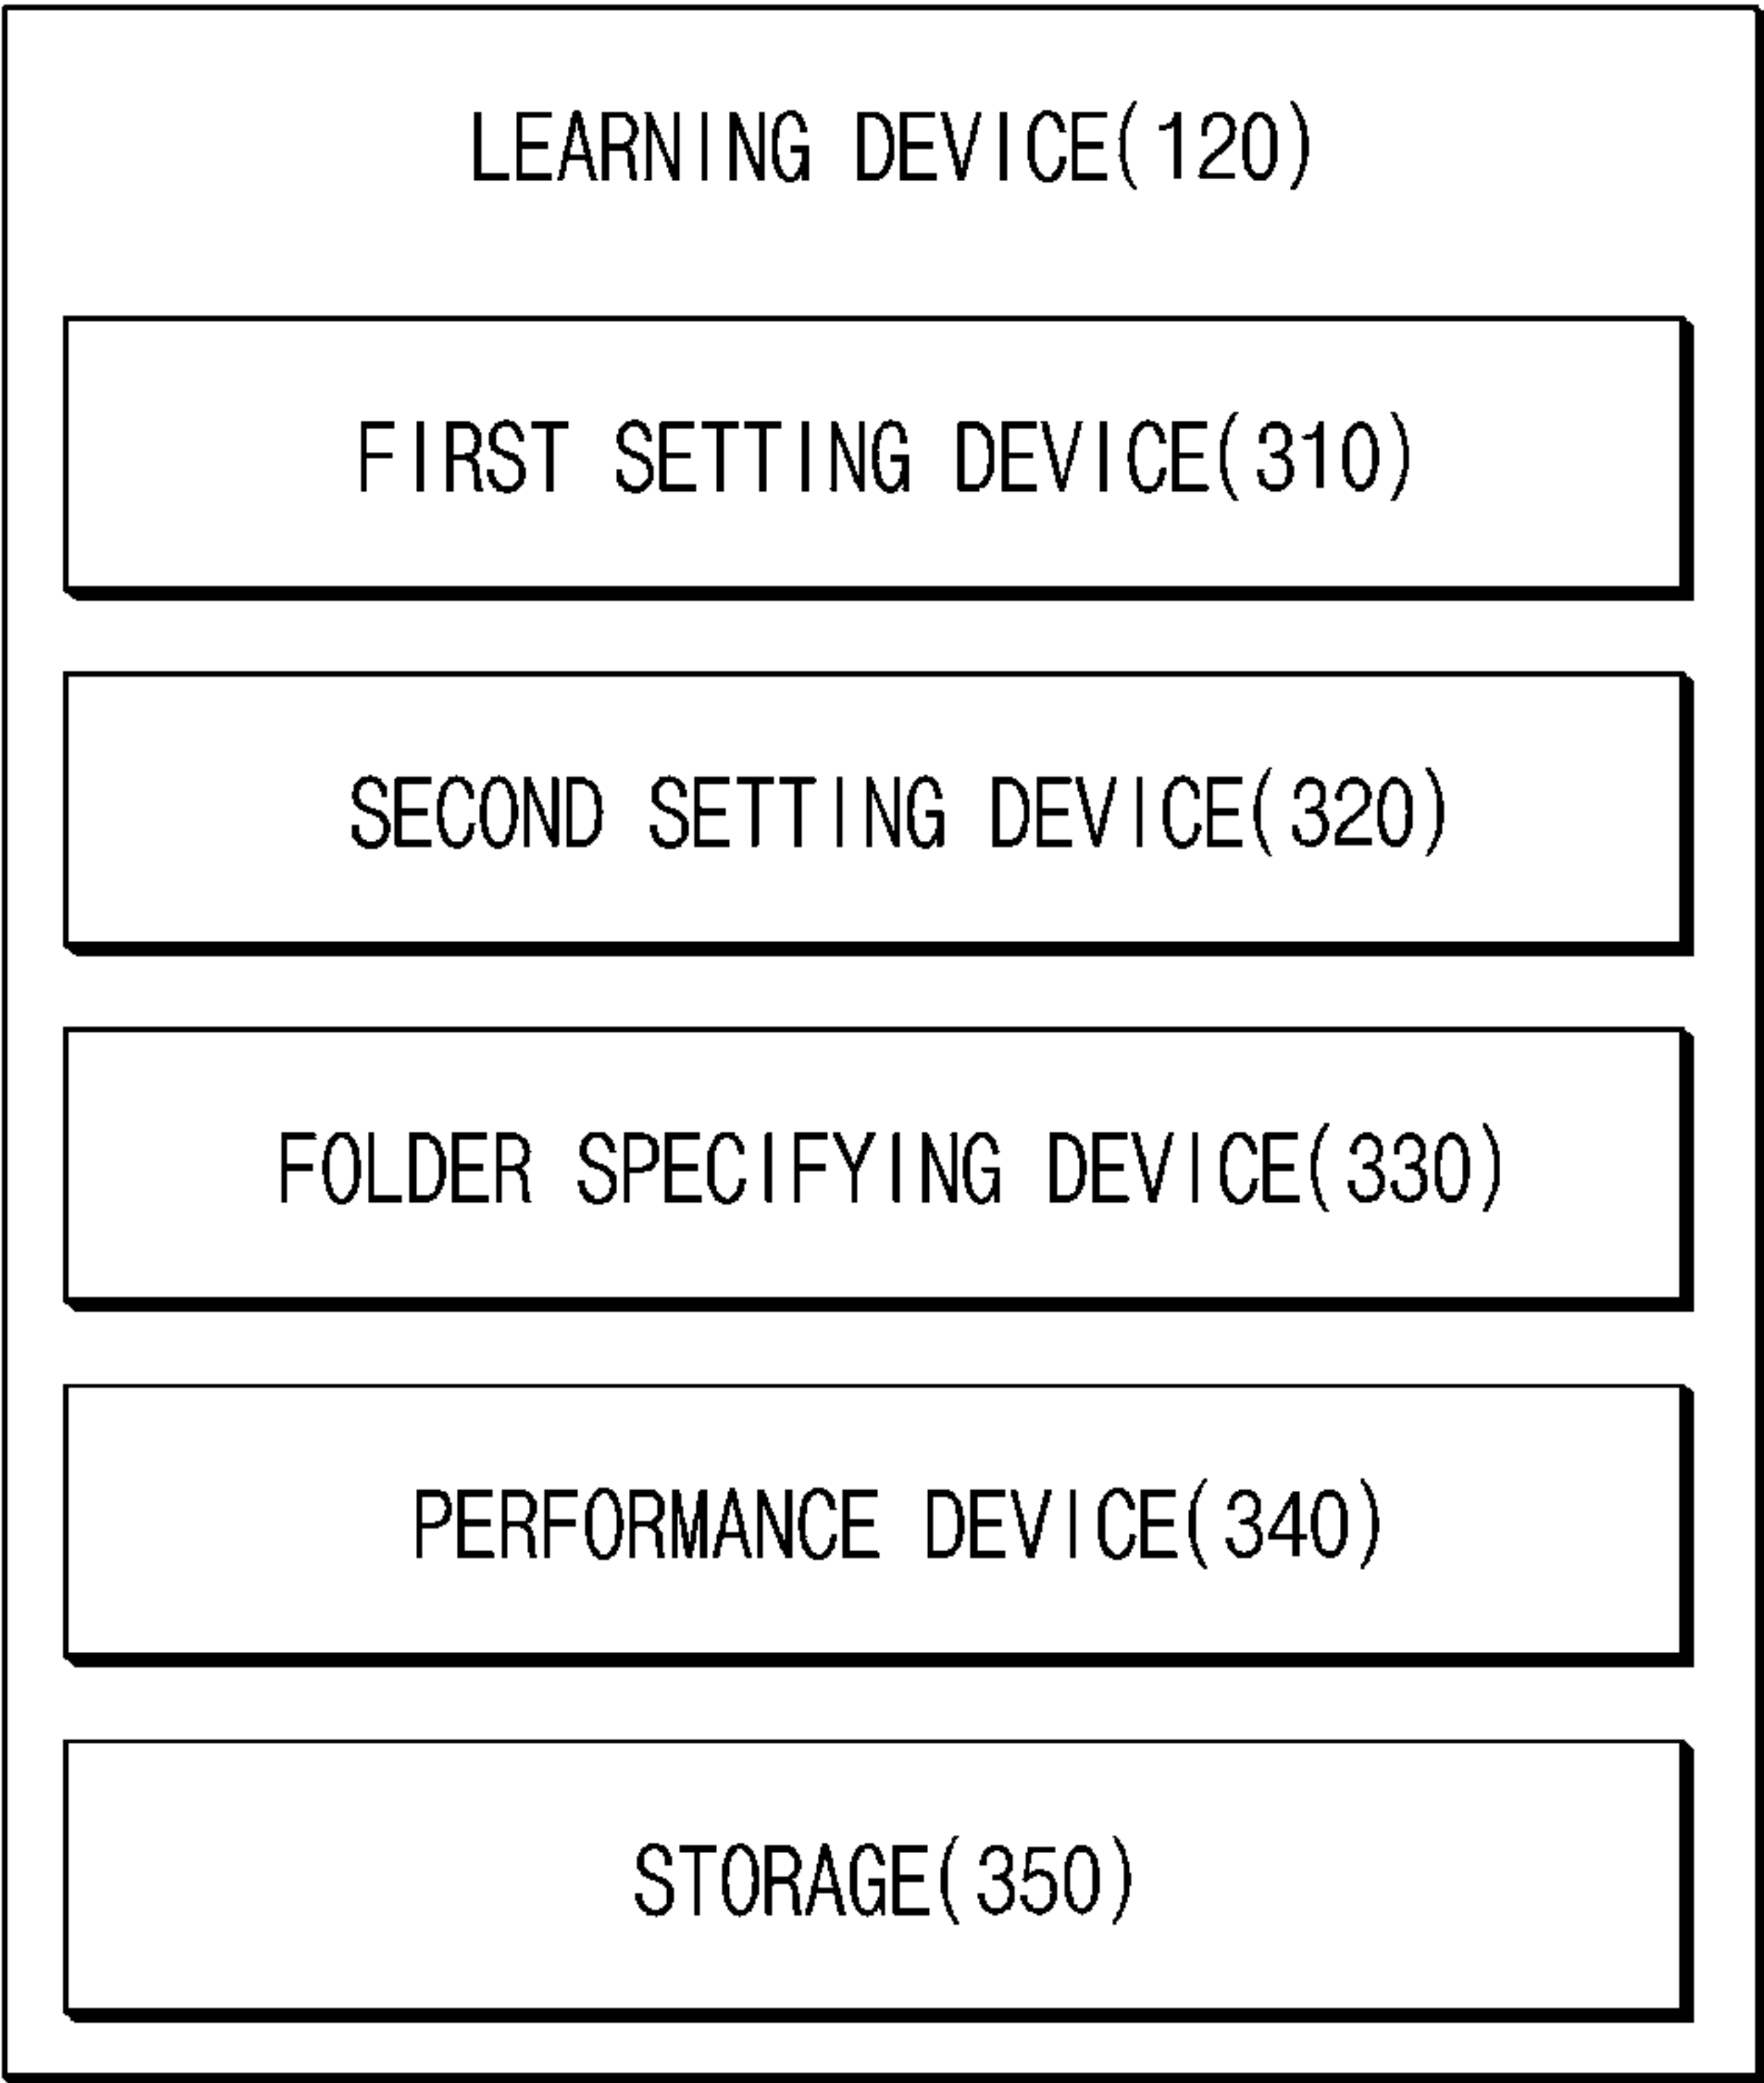 LEARNING DEVICE(120)
FIRST SETTING DEVICE(310)
SECOND SETTING DEVICE(320)
FOLDER SPECIFYING DEVICE(330)
PERFORMANCE DEVICE(340)
STORAGE(350)